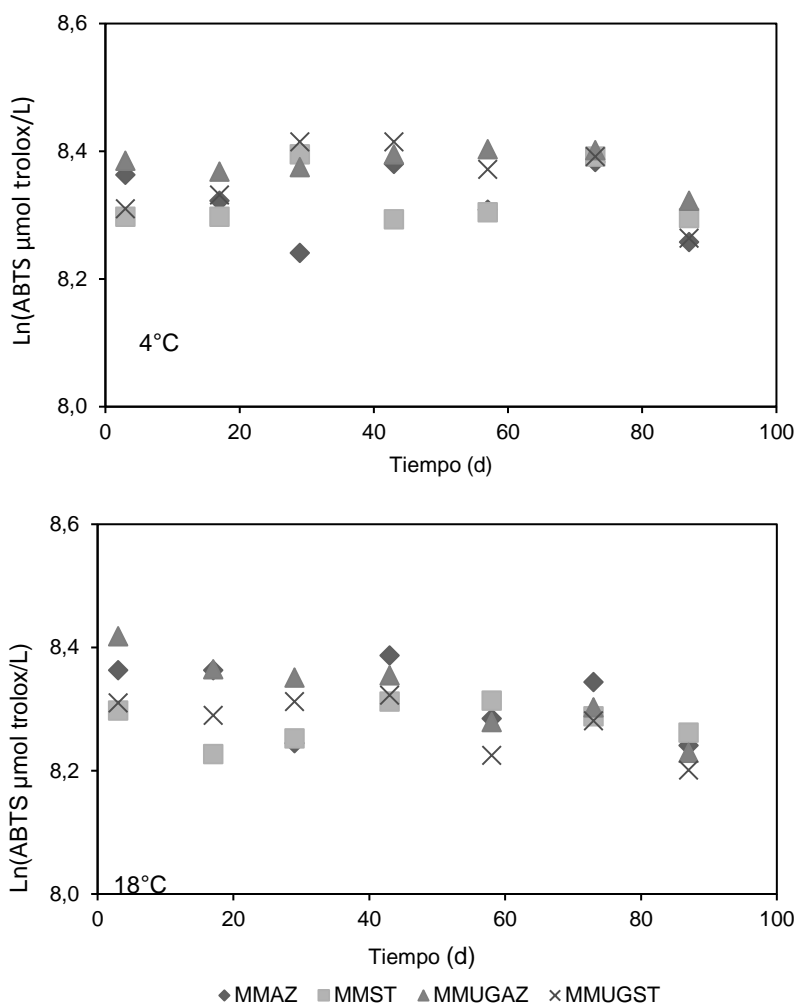 8,6
8,4
8,2
8,0
Ln(ABTS µmol trolox/L)
4°C
0 20 40 60 80 100
Tiempo (d)
8,6
8,4
8,2
8,0
Ln(ABTS µmol trolox/L)
18°C
0 20 40 60 80 100
Tiempo (d)
MMAZ MMST MMUGAZ MMUGST